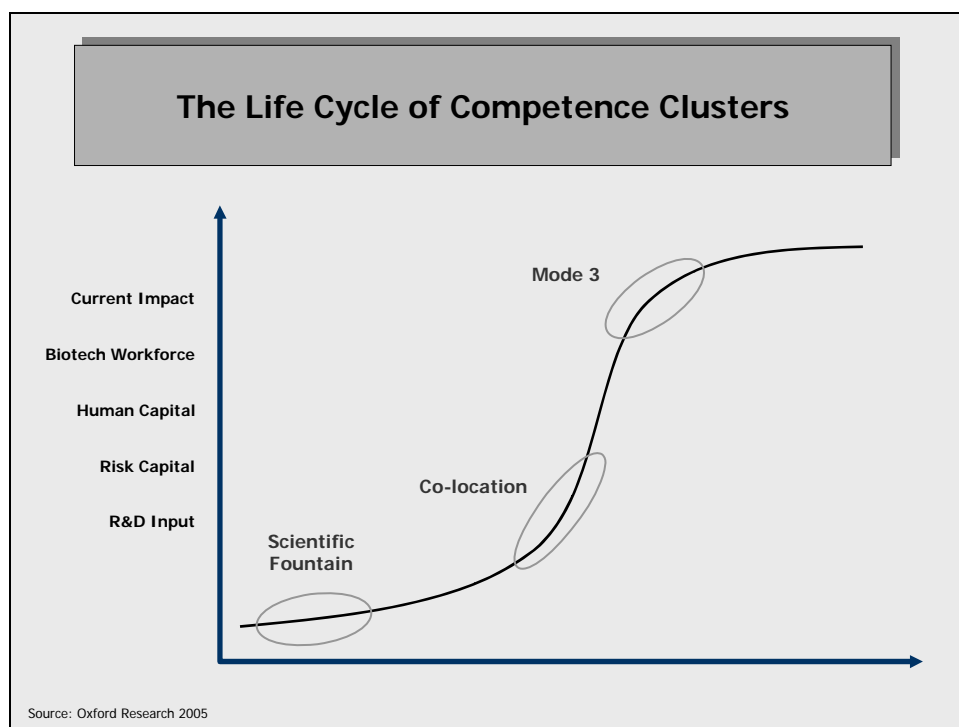 The Life Cycle of Competence Clusters
Mode 3
Current Impact
Biotech Workforce
Human Capital
Risk Capital
Co-location
R&D Input
Scientific
Fountain
Source: Oxford Research 2005